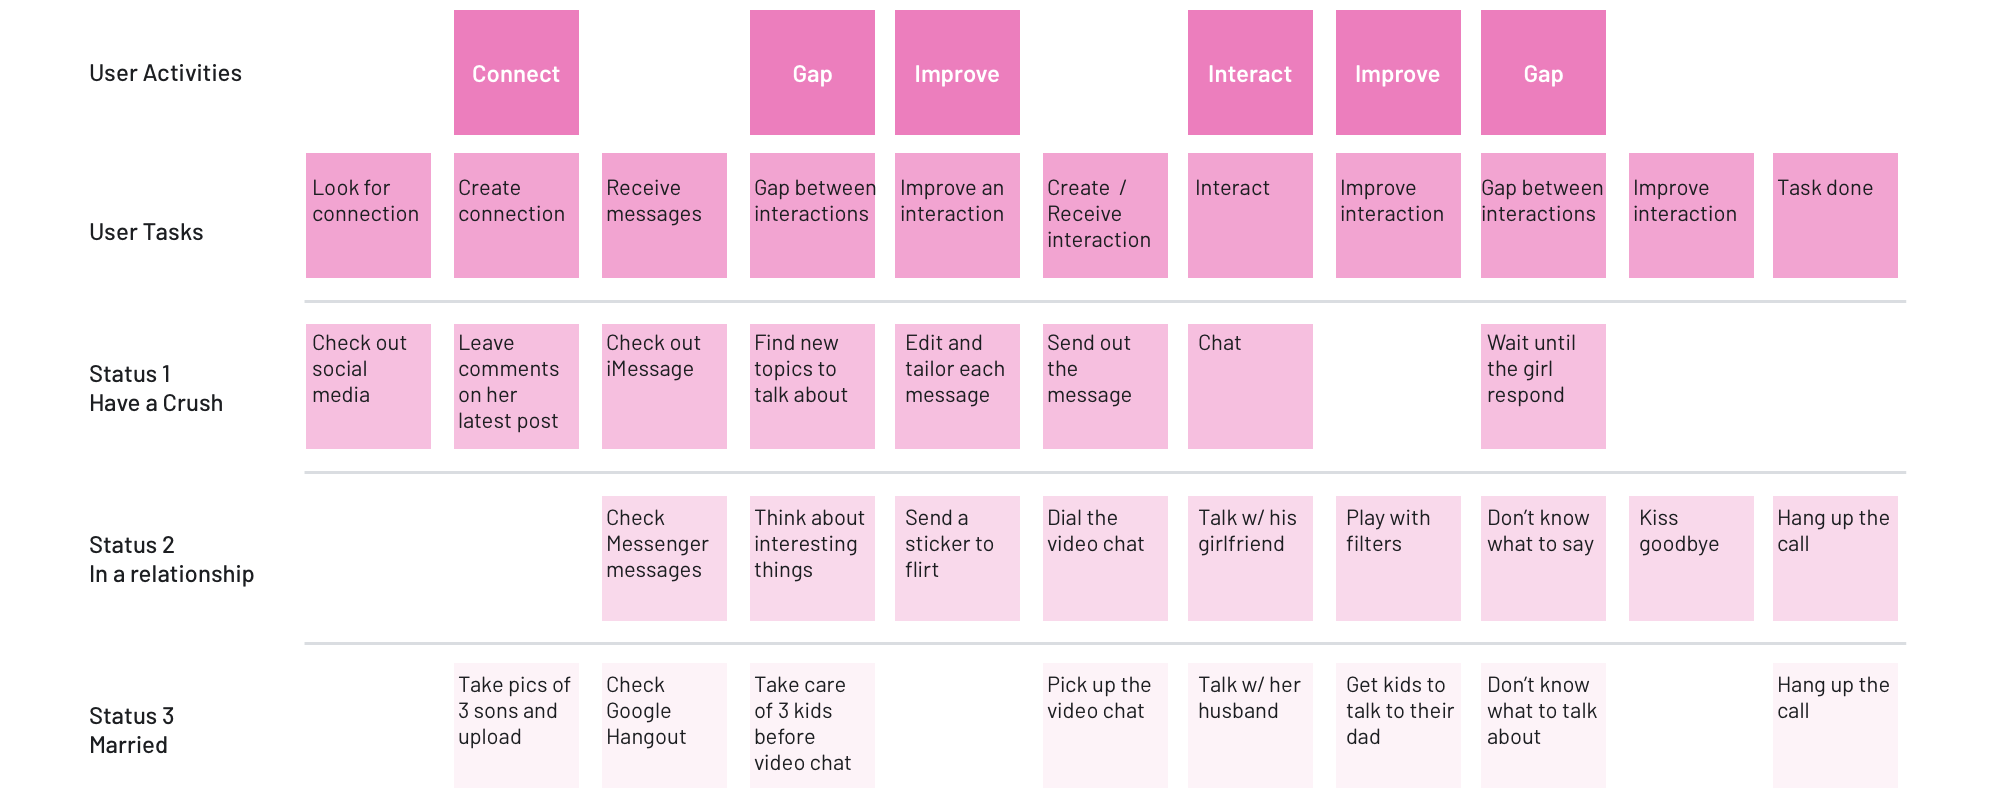 User Activities
Connect
Gap
Improve
Interact
Improve
Gap
User Tasks
Look for
connection
Create
connection
Receive
messages
Gap between
interactions
Improve an
interaction
Create /
Receive
interaction
Interact
Improve
interaction
Gap between
interactions
Improve
interaction
Task done
Status 1
Have a Crush
Check out
social
media
Leave
comments
on her
latest post
Check out
iMessage
Find new
topics to
talk about
Edit and
tailor each
message
Send out
the
message
Chat
Wait until
the girl
respond
Status 2
In a relationship
Check
Messenger
messages
Think about
interesting
things
Send a
sticker to
flirt
Dial the
video chat
Talk w/ his
girlfriend
Play with
filters
Don’t know
what to say
Kiss
goodbye
Hang up the
call
Status 3
Married
Take pics of
3 sons and
upload
Check
Google
Hangout
Take care
of 3 kids
before
video chat
Pick up the
video chat
Talk w/ her
husband
Get kids to
talk to their
dad
Don’t know
what to talk
about
Hang up the
call